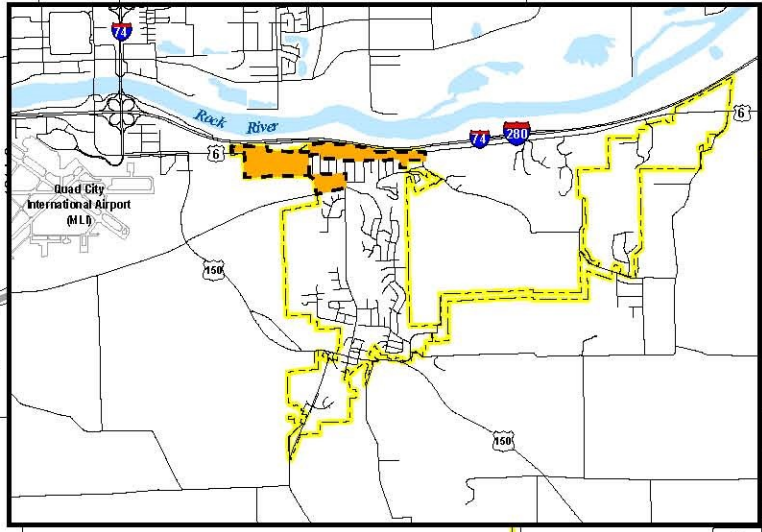 74
Rock
River
6
74
280
6
Quad City
International Airport
(MLI)
150
150